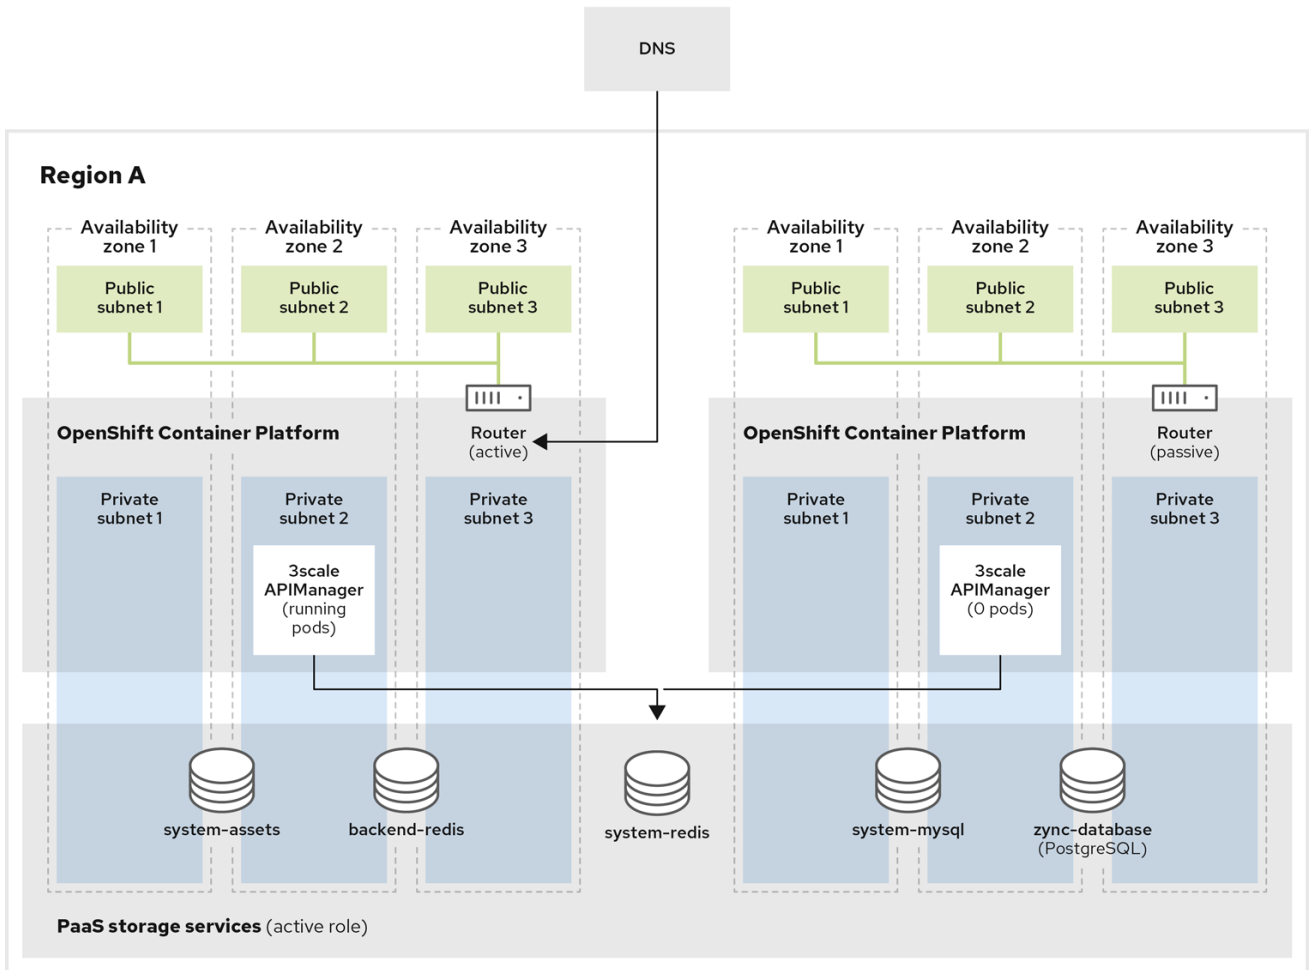 DNS
Region A
Availability
zone 1
Availability
zone 2
Availability
zone 3
Availability
zone 1
Availability
zone 2
Availability
zone 3
Public
subnet 1
Public
subnet 2
Public
subnet 3
Public
subnet 1
Public
subnet 2
Public
subnet 3
OpenShift Container Platform
Router
(active)
OpenShift Container Platform
Router
(passive)
Private
subnet 1
Private
subnet 2
Private
subnet 3
Private
subnet 1
Private
subnet 2
Private
subnet 3
3scale
APIManager
(running
pods)
3scale
APIManager
(0 pods)
system-assets
backend-redis
system-redis
system-mysql
zync-database
(PostgreSQL)
PaaS storage services (active role)